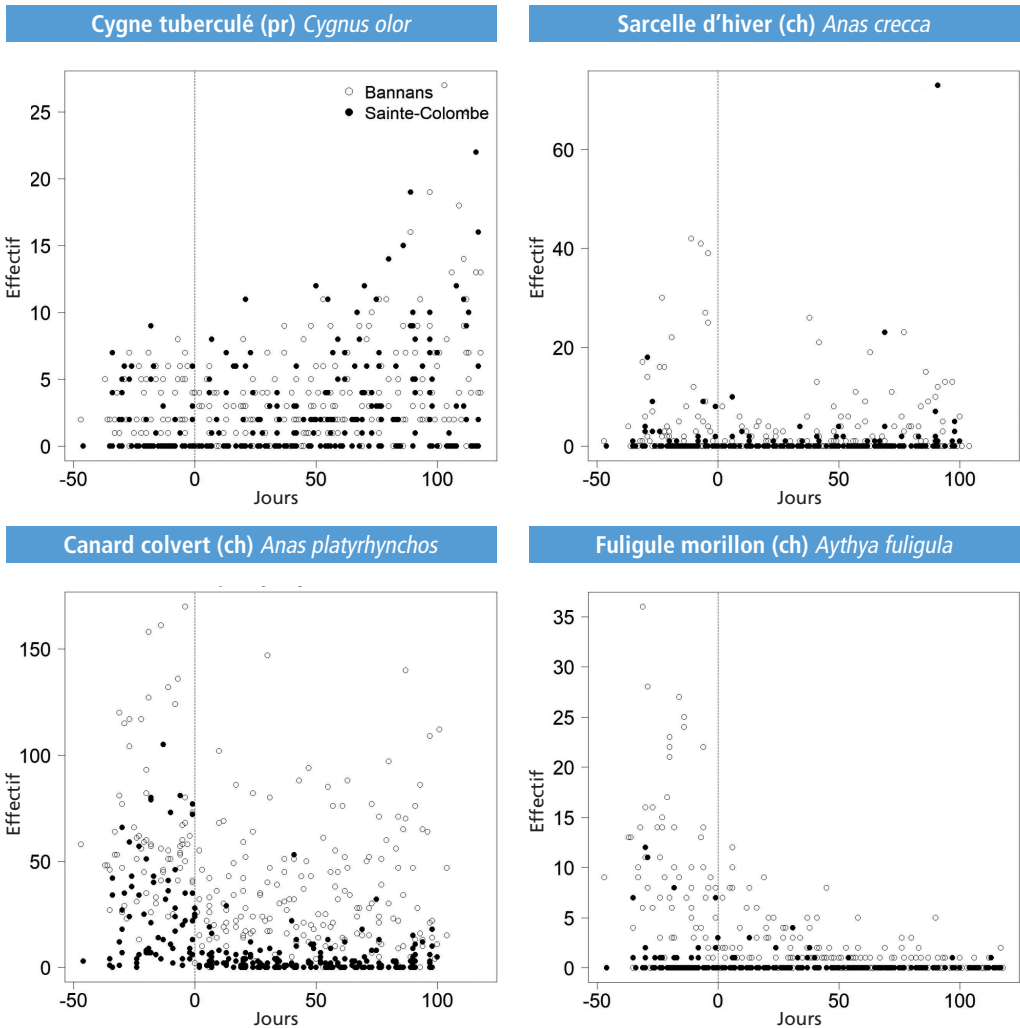 Cygne tuberculé (pr) Cygnus olor
Effectif
25
20
15
10
5
0
Bannans
Sainte-Colombe
-50 0 50 100
Jours
Sarcelle d'hiver (ch) Anas crecca
Effectif
60
40
20
0
-50 0 50 100
Jours
Canard colvert (ch) Anas platyrhynchos
Effectif
150
100
50
0
-50 0 50 100
Jours
Fuligule morillon (ch) Aythya fuligula
Effectif
35
30
25
20
15
10
5
0
-50 0 50 100
Jours